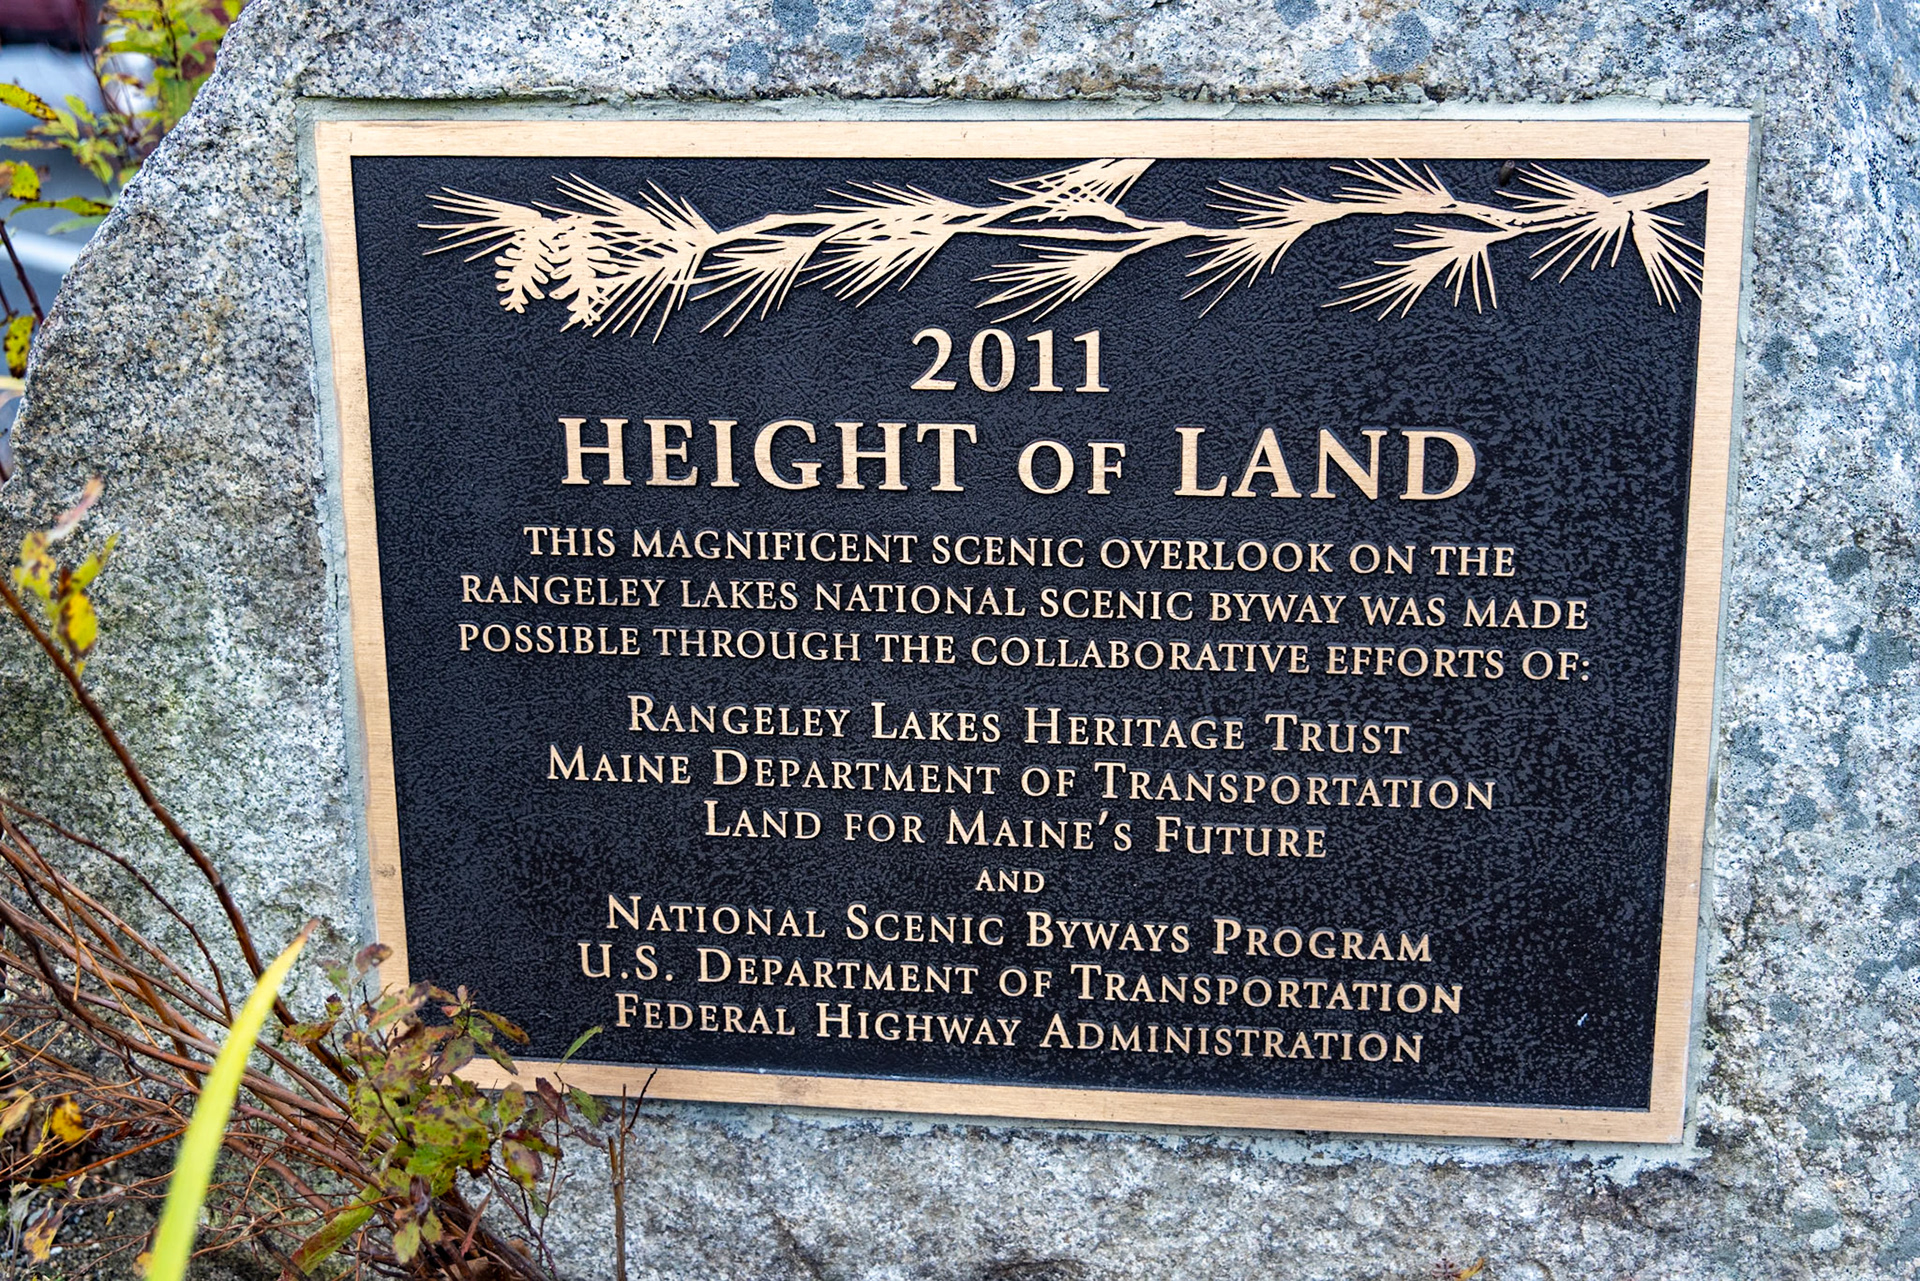 2011
HEIGHT OF LAND
THIS MAGNIFICENT SCENIC OVERLOOK ON THE
RANGELEY LAKES NATIONAL SCENIC BYWAY WAS MADE
POSSIBLE THROUGH THE COLLABORATIVE EFFORTS OF:
RANGELEY LAKES HERITAGE TRUST
MAINE DEPARTMENT OF TRANSPORTATION
LAND FOR MAINE'S FUTURE
AND
NATIONAL SCENIC BYWAYS PROGRAM
U.S. DEPARTMENT OF TRANSPORTATION
FEDERAL HIGHWAY ADMINISTRATION